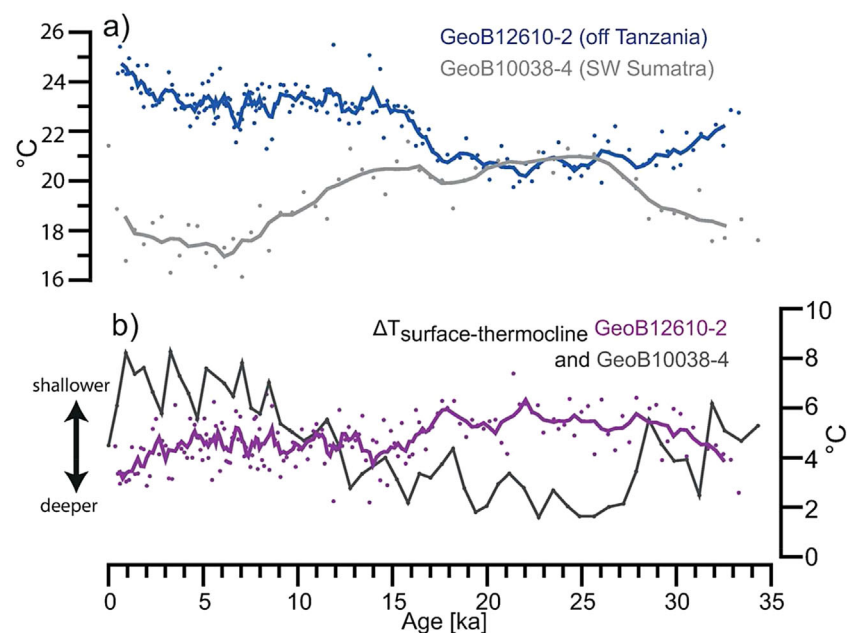 a)
GeoB12610-2 (off Tanzania)
GeoB10038-4 (SW Sumatra)
26
24
22
20
18
16
°C
b)
ΔTsurface-thermocline GeoB12610-2
and GeoB10038-4
shallower
deeper
10
8
6
4
2
0
°C
0 5 10 15 20 25 30 35
Age [ka]